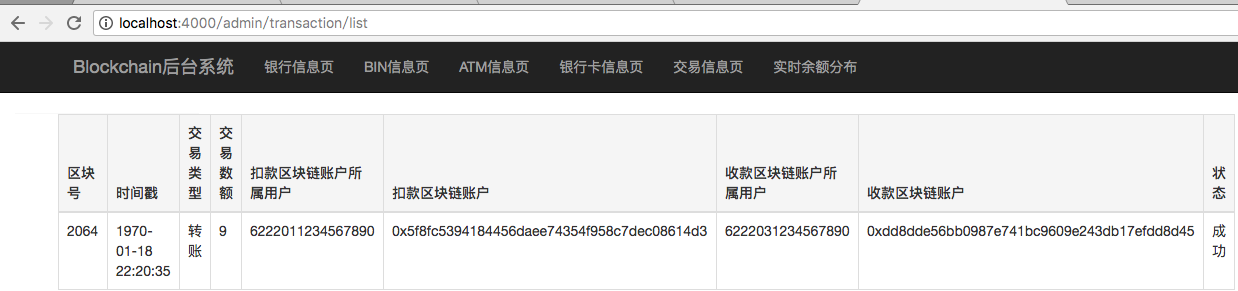 localhost:4000/admin/transaction/list
Blockchain后台系统 银行信息页 BIN信息页 ATM信息页 银行卡信息页 交易信息页 实时余额分布
区块
号
时间戳
交
易
类
型
交
易
数
额
扣款区块链账户所
属用户
扣款区块链账户
收款区块链账户所
属用户
收款区块链账户
状
态
2064
1970-
01-18
22:20:35
转
账
9
6222011234567890
0x5f8fc5394184456daee74354f958c7dec08614d3
6222031234567890
0xdd8dde56bb0987e741bc9609e243db17efdd8d45
成
功